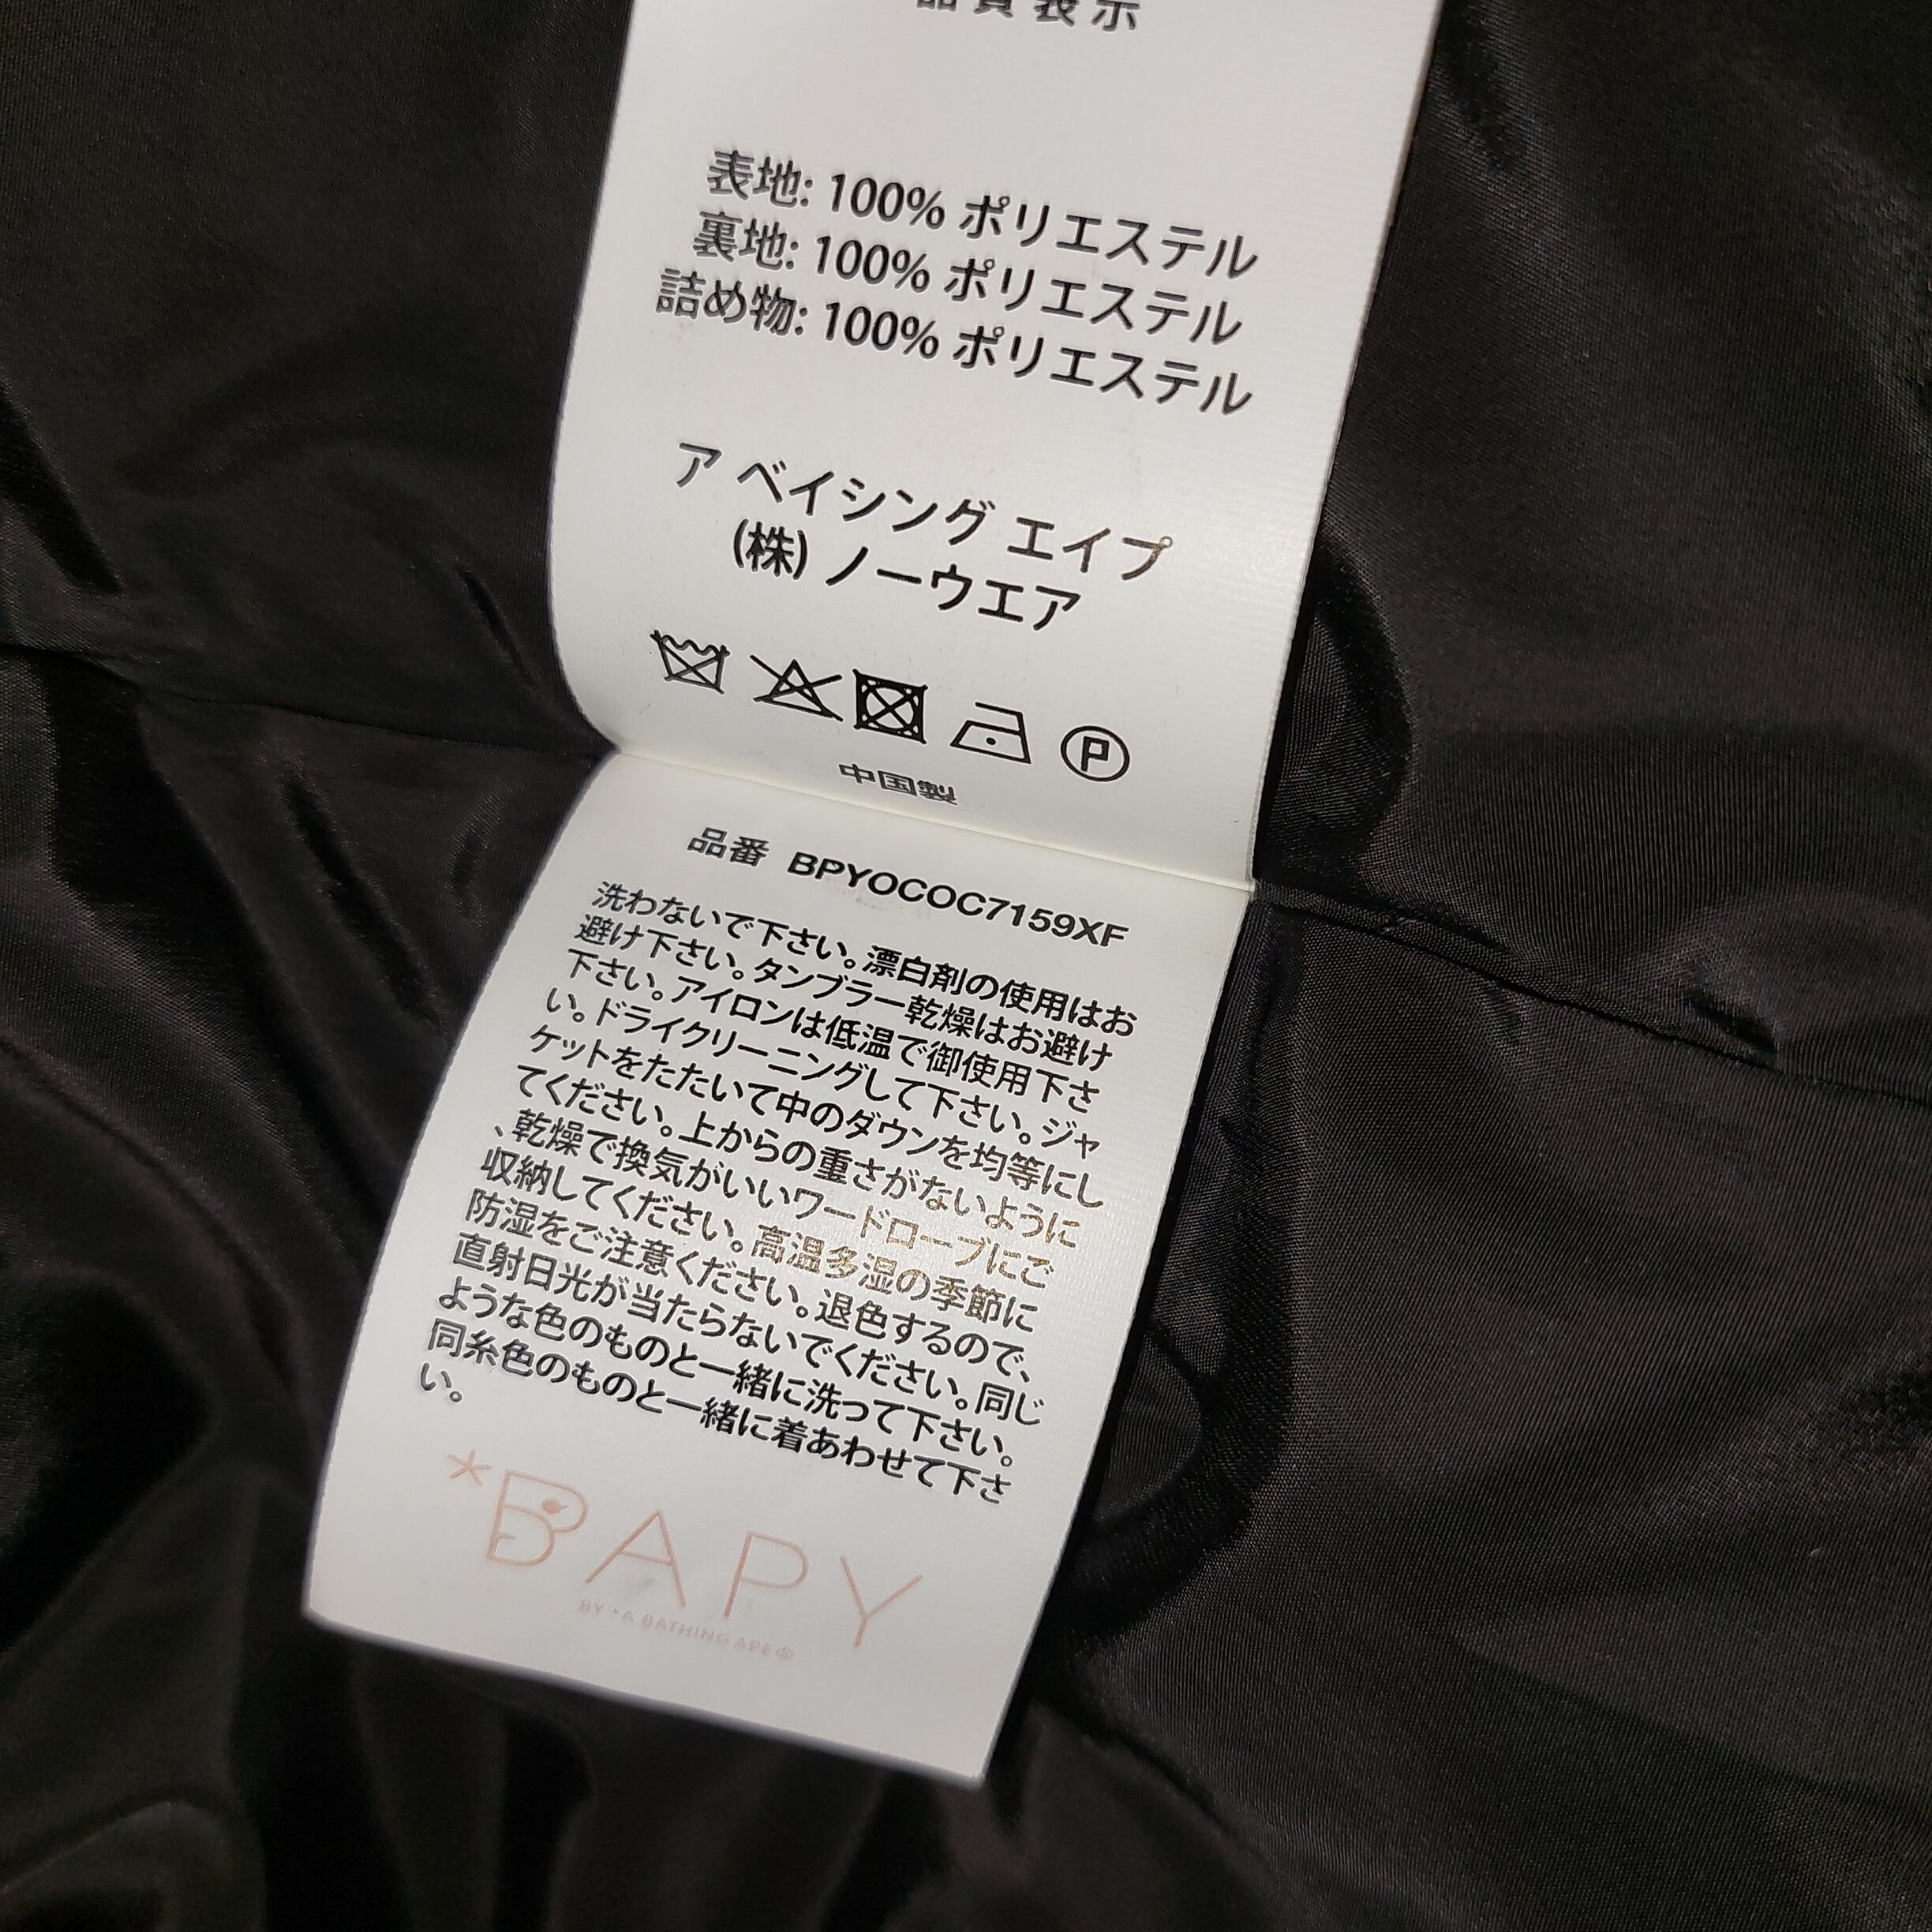 品質表示
表地: 100% ポリエステル
裏地: 100% ポリエステル
詰め物: 100% ポリエステル
ア ベイシング エイプ
(株) ノーウエア
P
中国製
品番 BPYOCOC7159XF
洗わないで下さい。漂白剤の使用はお
避け下さい。タンブラー乾燥はお避け
下さい。アイロンは低温で御使用下さ
い。ドライクリーニングして下さい。ジャ
ケットをたたいて中のダウンを均等にし
てください。上からの重さがないように
、乾燥で換気がいいワードローブにご
収納してください。高温多湿の季節に
防湿をご注意ください。退色するので、
直射日光が当たらないでください。同じ
ような色のものと一緒に洗って下さい。
同糸色のものと一緒に着あわせて下さ
い。
*BAPY
BY *A BATHING APE®